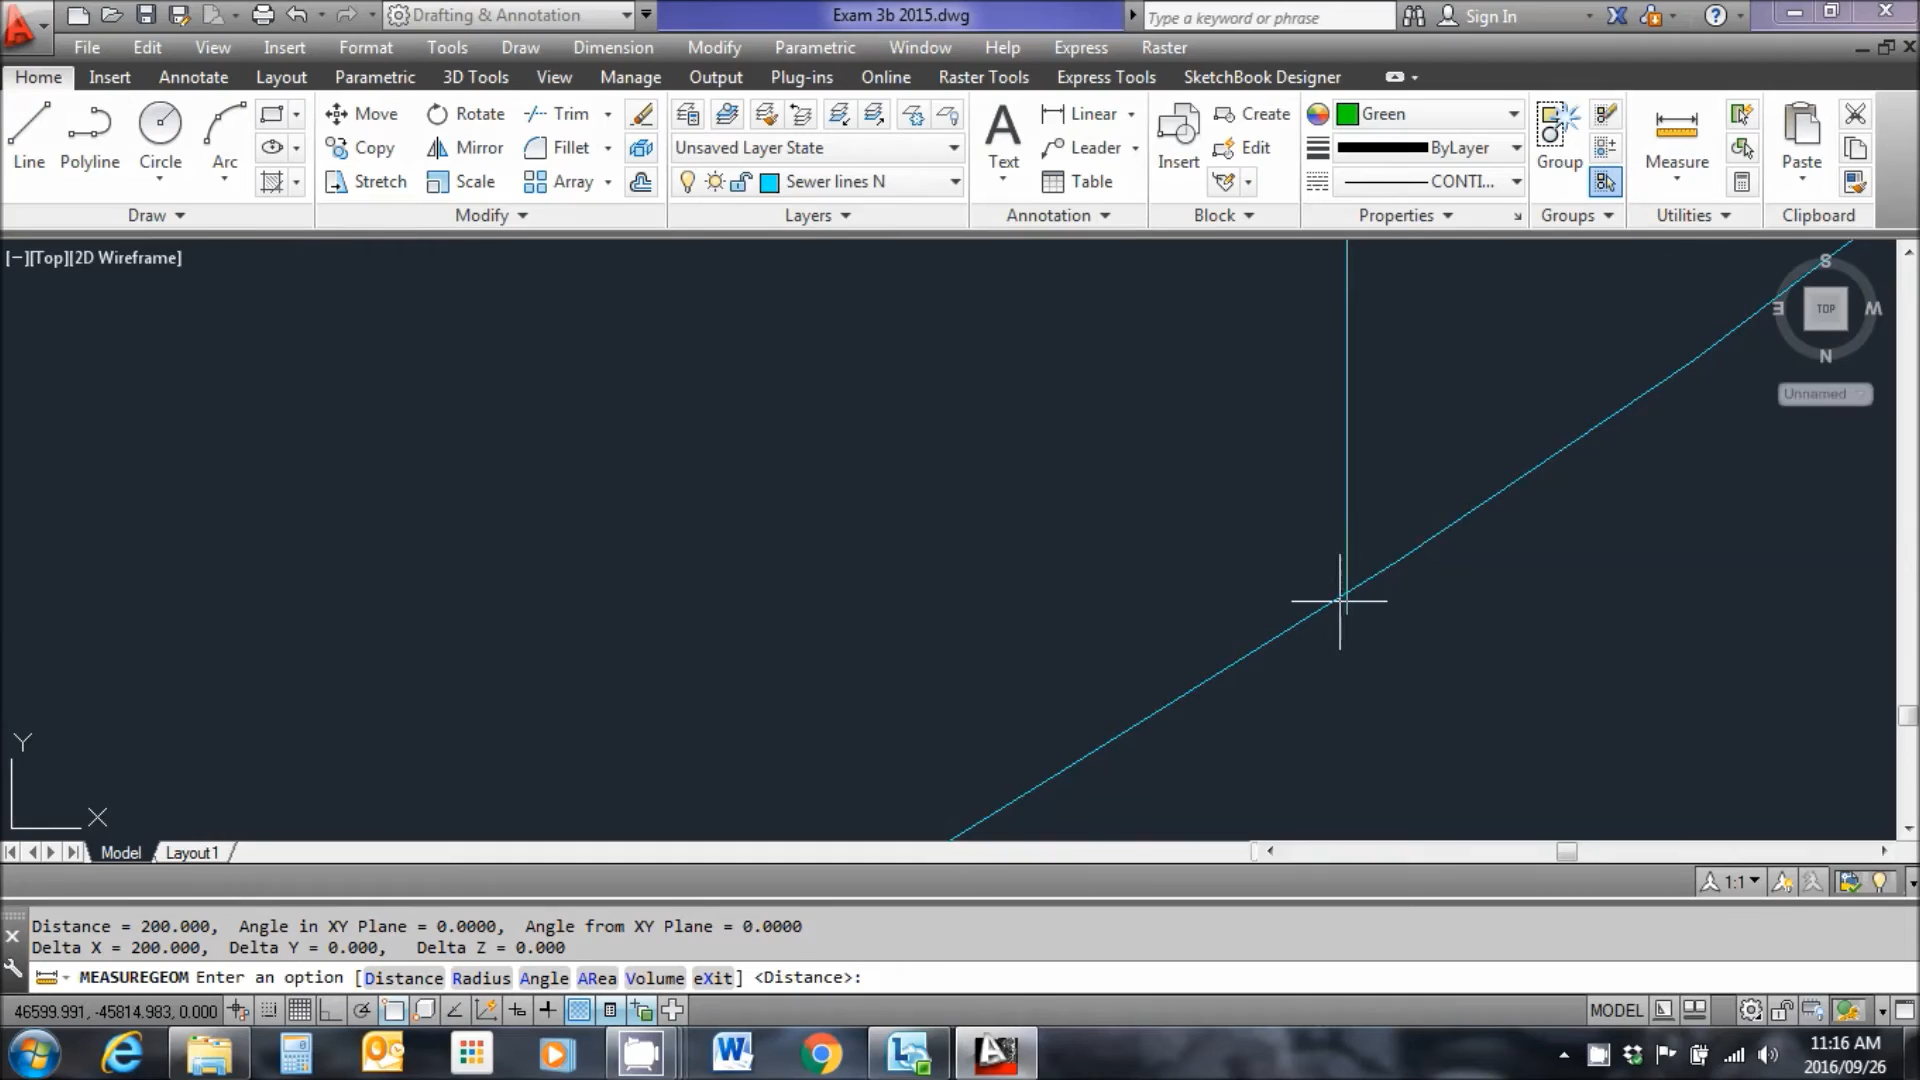 Drafting & Annotation
Exam 3b 2015.dwg
Type a keyword or phrase
Sign In
File Edit View Insert Format Tools Draw Dimension Modify Parametric Window Help Express Raster
Home Insert Annotate Layout Parametric 3D Tools View Manage Output Plug-ins Online Raster Tools Express Tools SketchBook Designer
Line Polyline Circle Arc
Move Rotate Trim
Copy Mirror Fillet
Stretch Scale Array
Unsaved Layer State
Sewer lines N
Text
Linear
Leader
Table
Insert
Create
Edit
Green
ByLayer
CONTI...
Group
Measure
Paste
Draw Modify Layers Annotation Block Properties Groups Utilities Clipboard
[−][Top][2D Wireframe]
S
E TOP W
N
Unnamed
Y
X
Model Layout1
1:1
Distance = 200.000, Angle in XY Plane = 0.0000, Angle from XY Plane = 0.0000
Delta X = 200.000, Delta Y = 0.000, Delta Z = 0.000
MEASUREGEOM Enter an option [Distance Radius Angle ARea Volume eXit] <Distance>:
46599.991, -45814.983, 0.000
MODEL
11:16 AM
2016/09/26